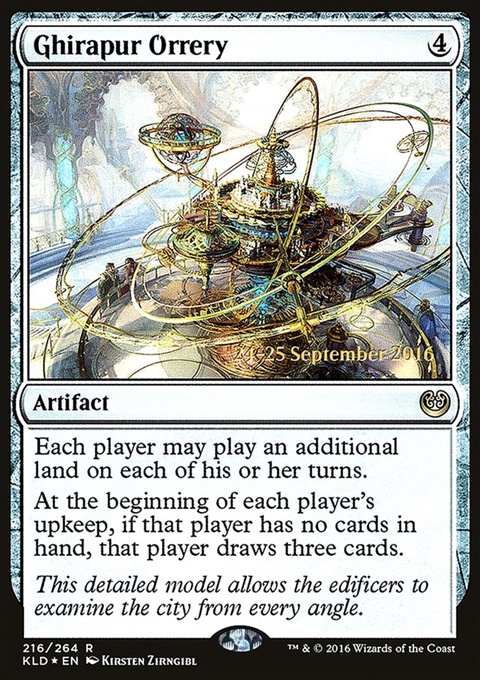 Ghirapur Orrery 4
24–25 September 2016
Artifact
Each player may play an additional
land on each of his or her turns.
At the beginning of each player's
upkeep, if that player has no cards in
hand, that player draws three cards.
This detailed model allows the edificers to
examine the city from every angle.
216/264 R
KLD ★ EN Kirsten Zirngibl
™ & © 2016 Wizards of the Coast